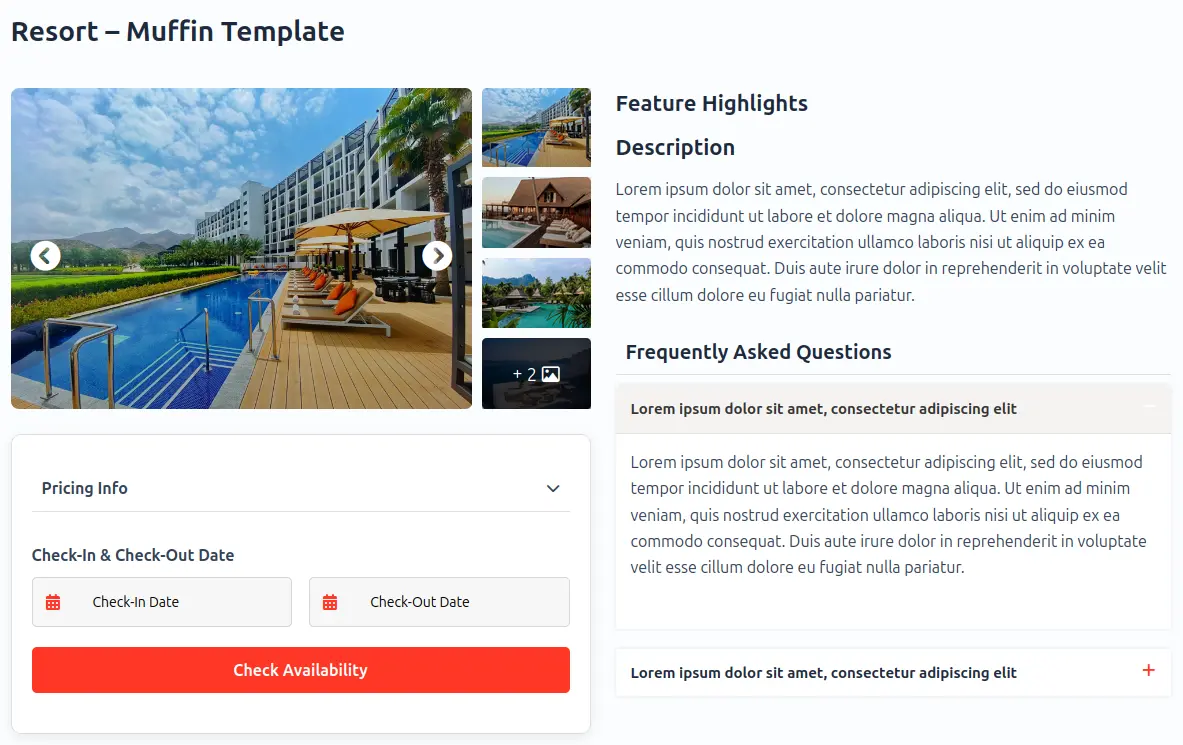 Resort – Muffin Template
+ 2
Pricing Info
Check-In & Check-Out Date
Check-In Date
Check-Out Date
Check Availability
Feature Highlights
Description
Lorem ipsum dolor sit amet, consectetur adipiscing elit, sed do eiusmod
tempor incididunt ut labore et dolore magna aliqua. Ut enim ad minim
veniam, quis nostrud exercitation ullamco laboris nisi ut aliquip ex ea
commodo consequat. Duis aute irure dolor in reprehenderit in voluptate velit
esse cillum dolore eu fugiat nulla pariatur.
Frequently Asked Questions
Lorem ipsum dolor sit amet, consectetur adipiscing elit
Lorem ipsum dolor sit amet, consectetur adipiscing elit, sed do eiusmod
tempor incididunt ut labore et dolore magna aliqua. Ut enim ad minim
veniam, quis nostrud exercitation ullamco laboris nisi ut aliquip ex ea
commodo consequat. Duis aute irure dolor in reprehenderit in voluptate
velit esse cillum dolore eu fugiat nulla pariatur.
Lorem ipsum dolor sit amet, consectetur adipiscing elit